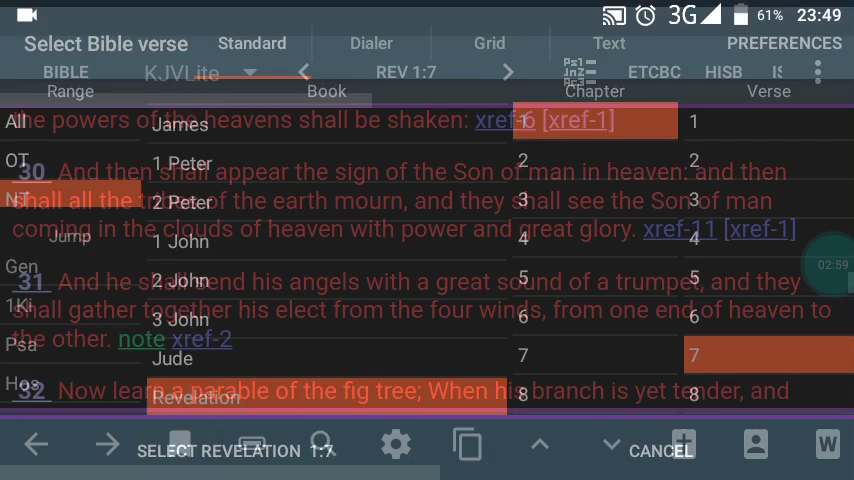 3G 61% 23:49
Select Bible verse Standard Dialer Grid Text PREFERENCES
BIBLE KJVLite REV 1:7 ETCBC HISB
Range Book Chapter Verse
the powers of the heavens shall be shaken: xref-6 [xref-1]
All James 1 1
OT 1 Peter 2 2
30 And then shall appear the sign of the Son of man in heaven: and then
NT 2 Peter 3 3
shall all the tribes of the earth mourn, and they shall see the Son of man
coming in the clouds of heaven with power and great glory. xref-11 [xref-1]
Jump 1 John 4 4
Gen 2 John 5 5
02:59
31 And he shall send his angels with a great sound of a trumpet, and they
1Ki 3 John 6 6
shall gather together his elect from the four winds, from one end of heaven to
the other. note xref-2
Psa Jude 7 7
Hos Revelation 8 8
32 Now learn a parable of the fig tree; When his branch is yet tender, and
SELECT REVELATION 1:7 CANCEL
W